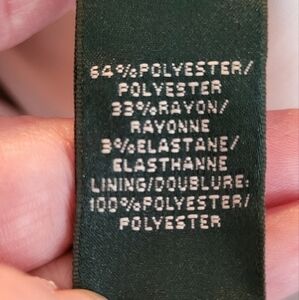 64%POLYESTER/
POLYESTER
33%RAYON/
RAYONNE
3%ELASTANE/
ELASTHANNE
LINING/DOUBLURE:
100%POLYESTER/
POLYESTER